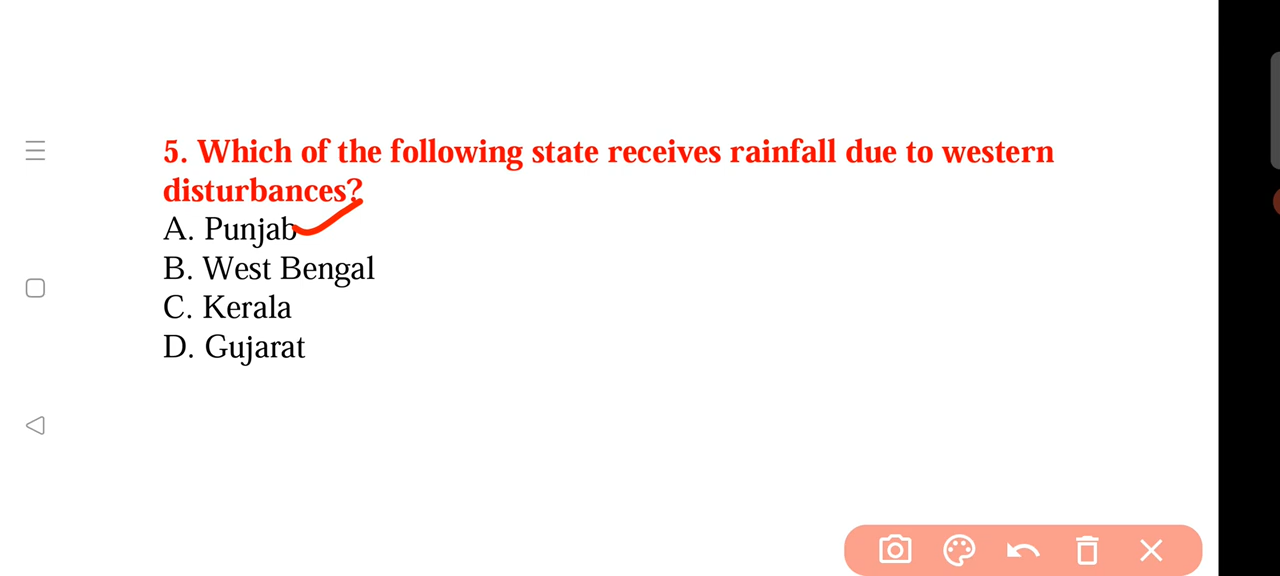 5. Which of the following state receives rainfall due to western
disturbances?
A. Punjab
B. West Bengal
C. Kerala
D. Gujarat